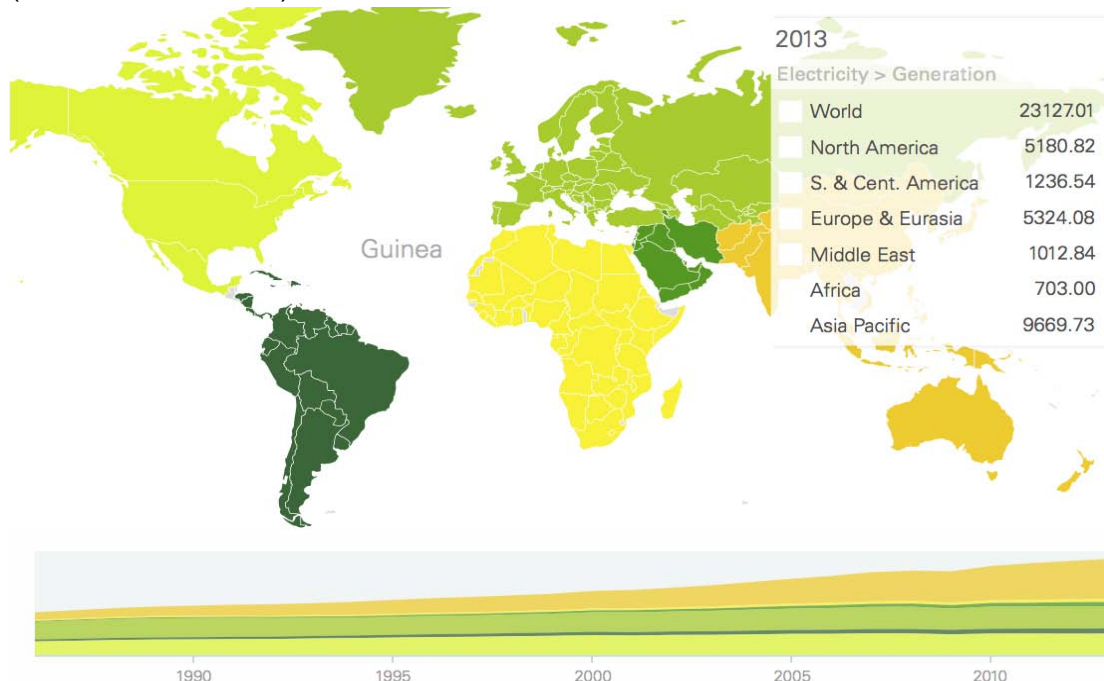 2013
Electricity > Generation
World 23127.01
North America 5180.82
S. & Cent. America 1236.54
Europe & Eurasia 5324.08
Middle East 1012.84
Africa 703.00
Asia Pacific 9669.73
Guinea
1990 1995 2000 2005 2010